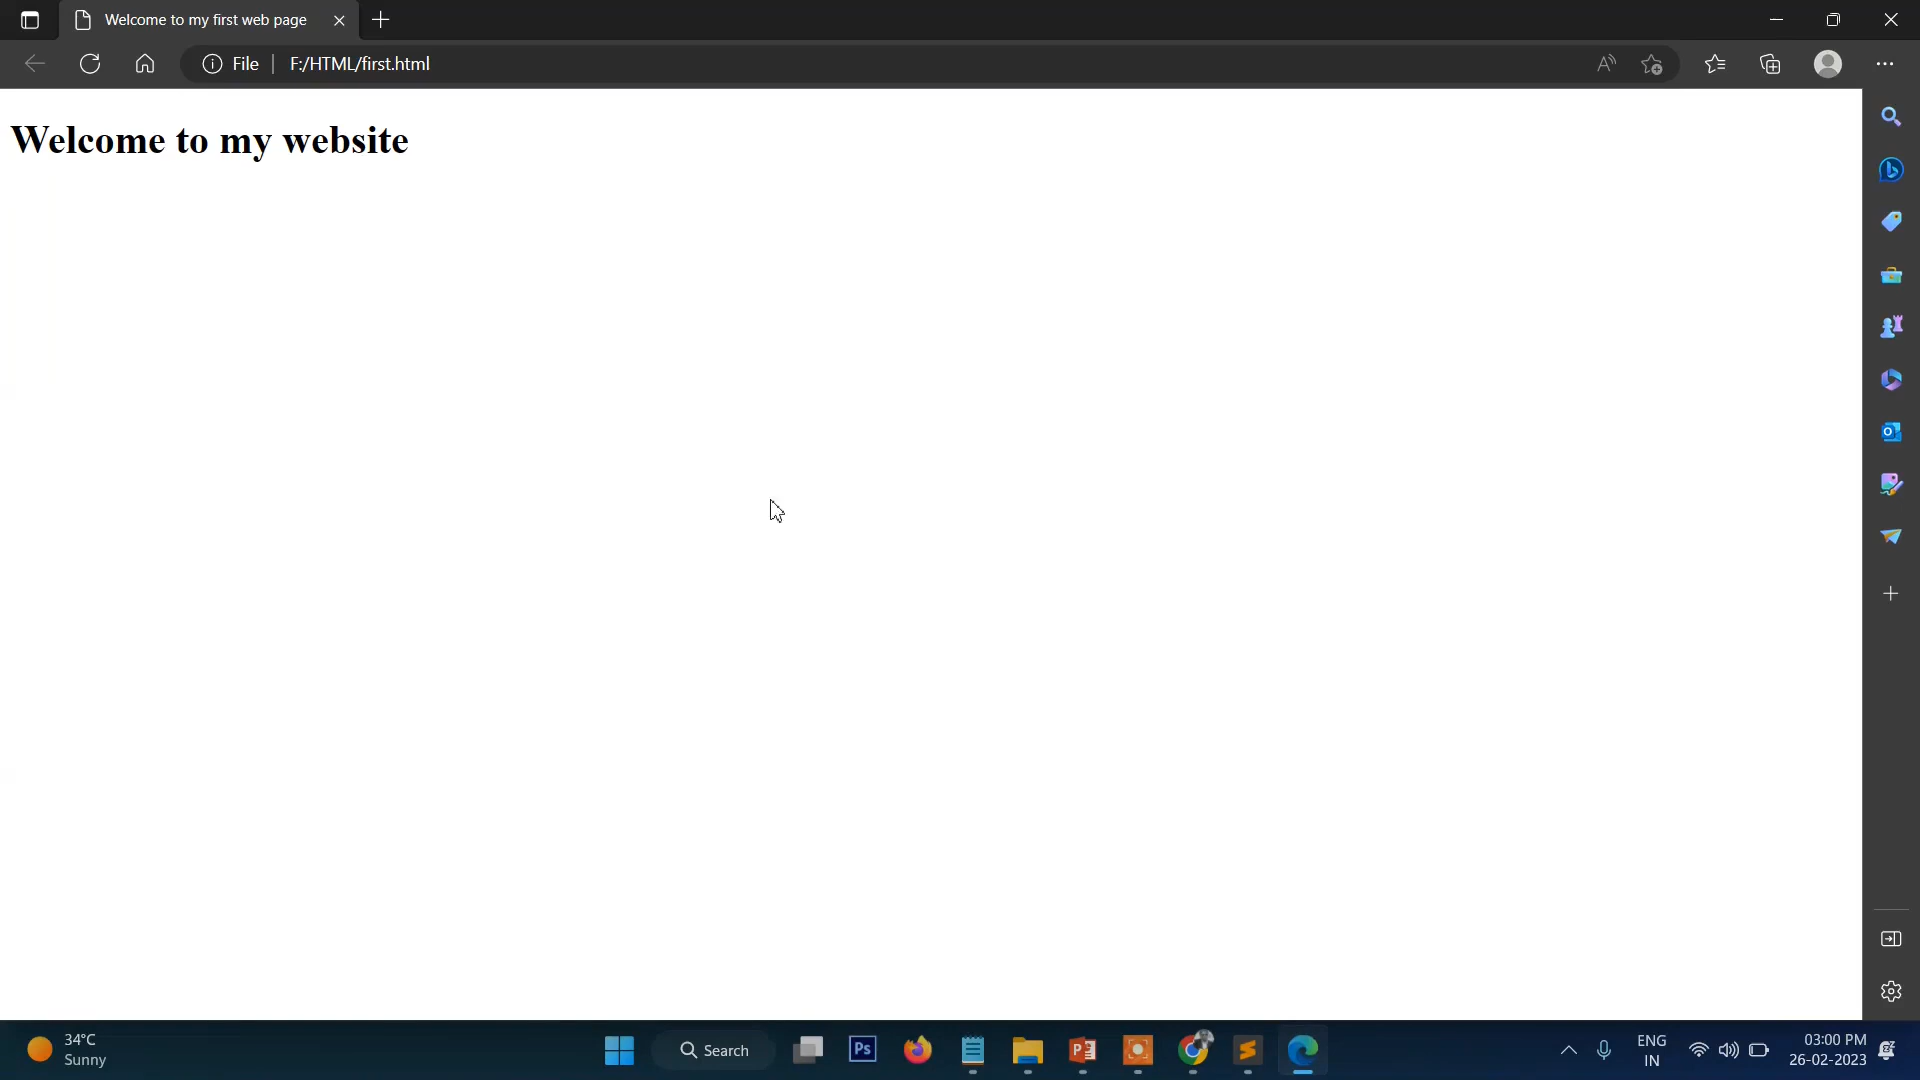 Welcome to my first web page
File
F:/HTML/first.html
Welcome to my website
34°C
Sunny
Search
Ps
ENG
IN
03:00 PM
26-02-2023